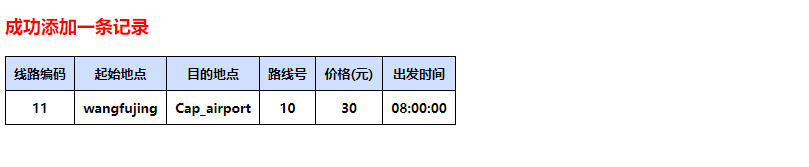 成功添加一条记录
线路编码 起始地点 目的地点 路线号 价格(元) 出发时间
11 wangfujing Cap_airport 10 30 08:00:00